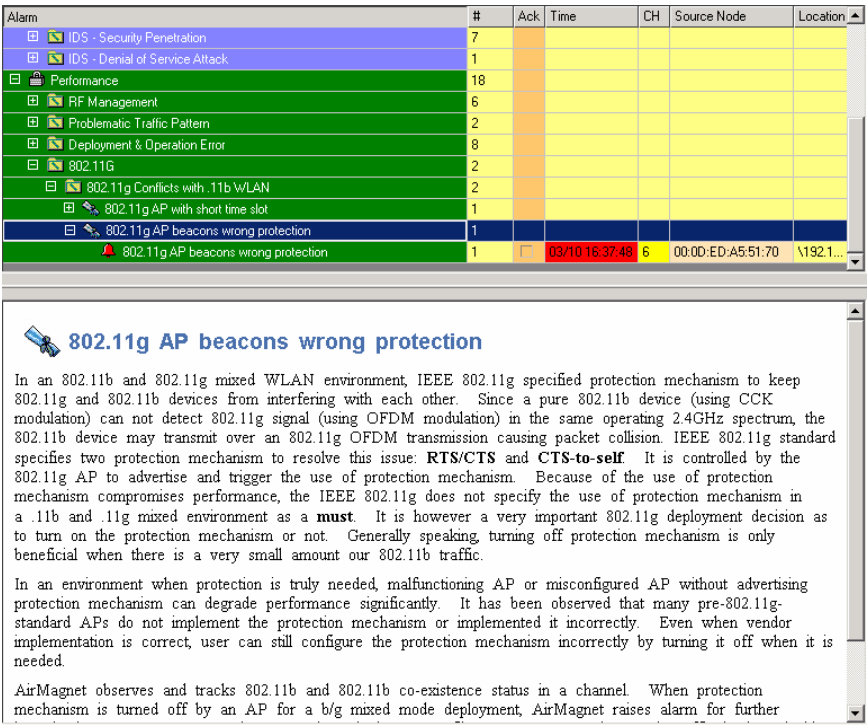 Alarm # Ack Time CH Source Node Location
IDS - Security Penetration 7
IDS - Denial of Service Attack 1
Performance 18
RF Management 6
Problematic Traffic Pattern 2
Deployment & Operation Error 8
802.11G 2
802.11g Conflicts with .11b WLAN 2
802.11g AP with short time slot 1
802.11g AP beacons wrong protection 1
802.11g AP beacons wrong protection 1 03/10 16:37:48 6 00:0D:ED:A5:51:70 \192.1...
802.11g AP beacons wrong protection
In an 802.11b and 802.11g mixed WLAN environment, IEEE 802.11g specified protection mechanism to keep
802.11g and 802.11b devices from interfering with each other. Since a pure 802.11b device (using CCK
modulation) can not detect 802.11g signal (using OFDM modulation) in the same operating 2.4GHz spectrum, the
802.11b device may transmit over an 802.11g OFDM transmission causing packet collision. IEEE 802.11g standard
specifies two protection mechanism to resolve this issue: RTS/CTS and CTS-to-self. It is controlled by the
802.11g AP to advertise and trigger the use of protection mechanism. Because of the use of protection
mechanism compromises performance, the IEEE 802.11g does not specify the use of protection mechanism in
a .11b and .11g mixed environment as a must. It is however a very important 802.11g deployment decision as
to turn on the protection mechanism or not. Generally speaking, turning off protection mechanism is only
beneficial when there is a very small amount our 802.11b traffic.
In an environment when protection is truly needed, malfunctioning AP or misconfigured AP without advertising
protection mechanism can degrade performance significantly. It has been observed that many pre-802.11g-
standard APs do not implement the protection mechanism or implemented it incorrectly. Even when vendor
implementation is correct, user can still configure the protection mechanism incorrectly by turning it off when it is
needed.
AirMagnet observes and tracks 802.11b and 802.11b co-existence status in a channel. When protection
mechanism is turned off by an AP for a b/g mixed mode deployment, AirMagnet raises alarm for further